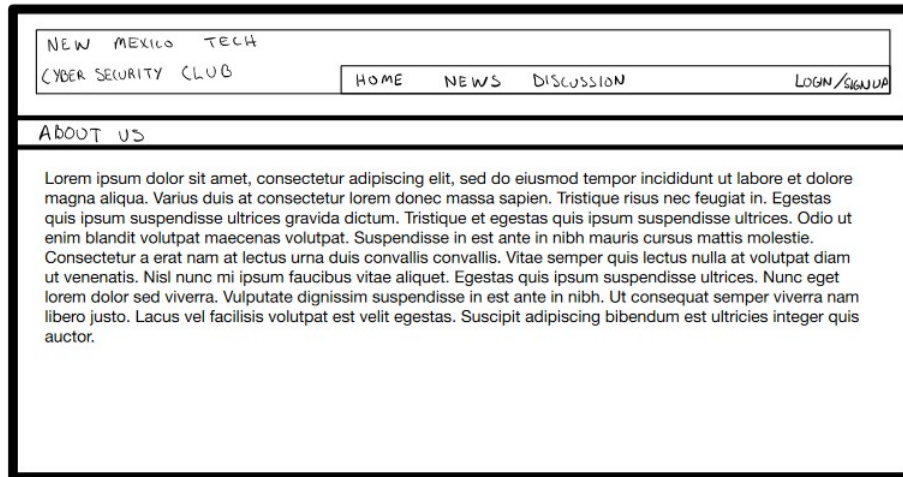 NEW MEXICO TECH
CYBER SECURITY CLUB
HOME NEWS DISCUSSION LOGIN/SIGNUP
ABOUT US
Lorem ipsum dolor sit amet, consectetur adipiscing elit, sed do eiusmod tempor incididunt ut labore et dolore
magna aliqua. Varius duis at consectetur lorem donec massa sapien. Tristique risus nec feugiat in. Egestas
quis ipsum suspendisse ultrices gravida dictum. Tristique et egestas quis ipsum suspendisse ultrices. Odio ut
enim blandit volutpat maecenas volutpat. Suspendisse in est ante in nibh mauris cursus mattis molestie.
Consectetur a erat nam at lectus urna duis convallis convallis. Vitae semper quis lectus nulla at volutpat diam
ut venenatis. Nisl nunc mi ipsum faucibus vitae aliquet. Egestas quis ipsum suspendisse ultrices. Nunc eget
lorem dolor sed viverra. Vulputate dignissim suspendisse in est ante in nibh. Ut consequat semper viverra nam
libero justo. Lacus vel facilisis volutpat est velit egestas. Suscipit adipiscing bibendum est ultricies integer quis
auctor.